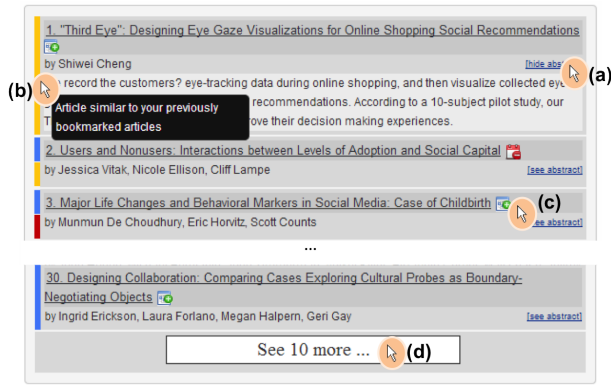 1. "Third Eye": Designing Eye Gaze Visualizations for Online Shopping Social Recommendations
by Shiwei Cheng
[hide abst
(a)
(b)
record the customers? eye-tracking data during online shopping, and then visualize collected eye
Article similar to your previously
bookmarked articles
recommendations. According to a 10-subject pilot study, our
T
rove their decision making experiences.
2. Users and Nonusers: Interactions between Levels of Adoption and Social Capital
by Jessica Vitak, Nicole Ellison, Cliff Lampe
[see abstract]
3. Major Life Changes and Behavioral Markers in Social Media: Case of Childbirth
(c)
by Munmun De Choudhury, Eric Horvitz, Scott Counts
ee abstract]
...
30. Designing Collaboration: Comparing Cases Exploring Cultural Probes as Boundary-
Negotiating Objects
by Ingrid Erickson, Laura Forlano, Megan Halpern, Geri Gay
[see abstract]
See 10 more ...
(d)